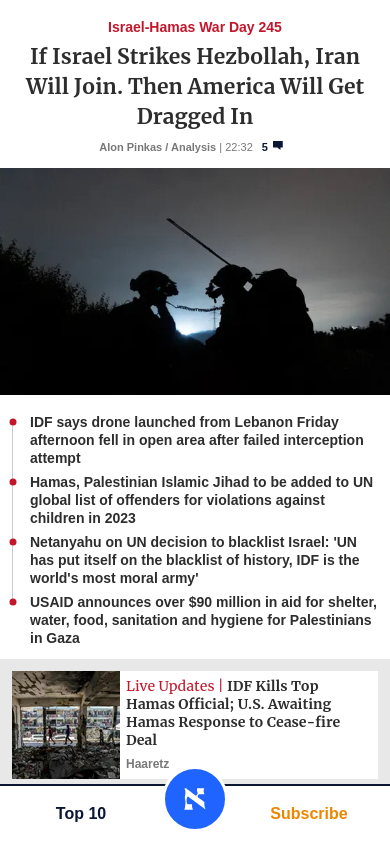 Israel-Hamas War Day 245
If Israel Strikes Hezbollah, Iran
Will Join. Then America Will Get
Dragged In
Alon Pinkas / Analysis | 22:32 5
IDF says drone launched from Lebanon Friday
afternoon fell in open area after failed interception
attempt
Hamas, Palestinian Islamic Jihad to be added to UN
global list of offenders for violations against
children in 2023
Netanyahu on UN decision to blacklist Israel: 'UN
has put itself on the blacklist of history, IDF is the
world's most moral army'
USAID announces over $90 million in aid for shelter,
water, food, sanitation and hygiene for Palestinians
in Gaza
Live Updates | IDF Kills Top
Hamas Official; U.S. Awaiting
Hamas Response to Cease-fire
Deal
Haaretz
Top 10
א
Subscribe